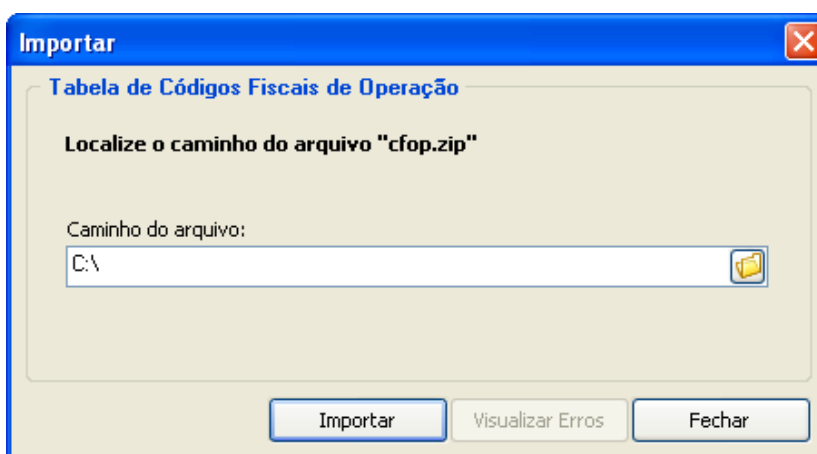 Importar
Tabela de Códigos Fiscais de Operação
Localize o caminho do arquivo "cfop.zip"
Caminho do arquivo:
C:\
Importar Visualizar Erros Fechar